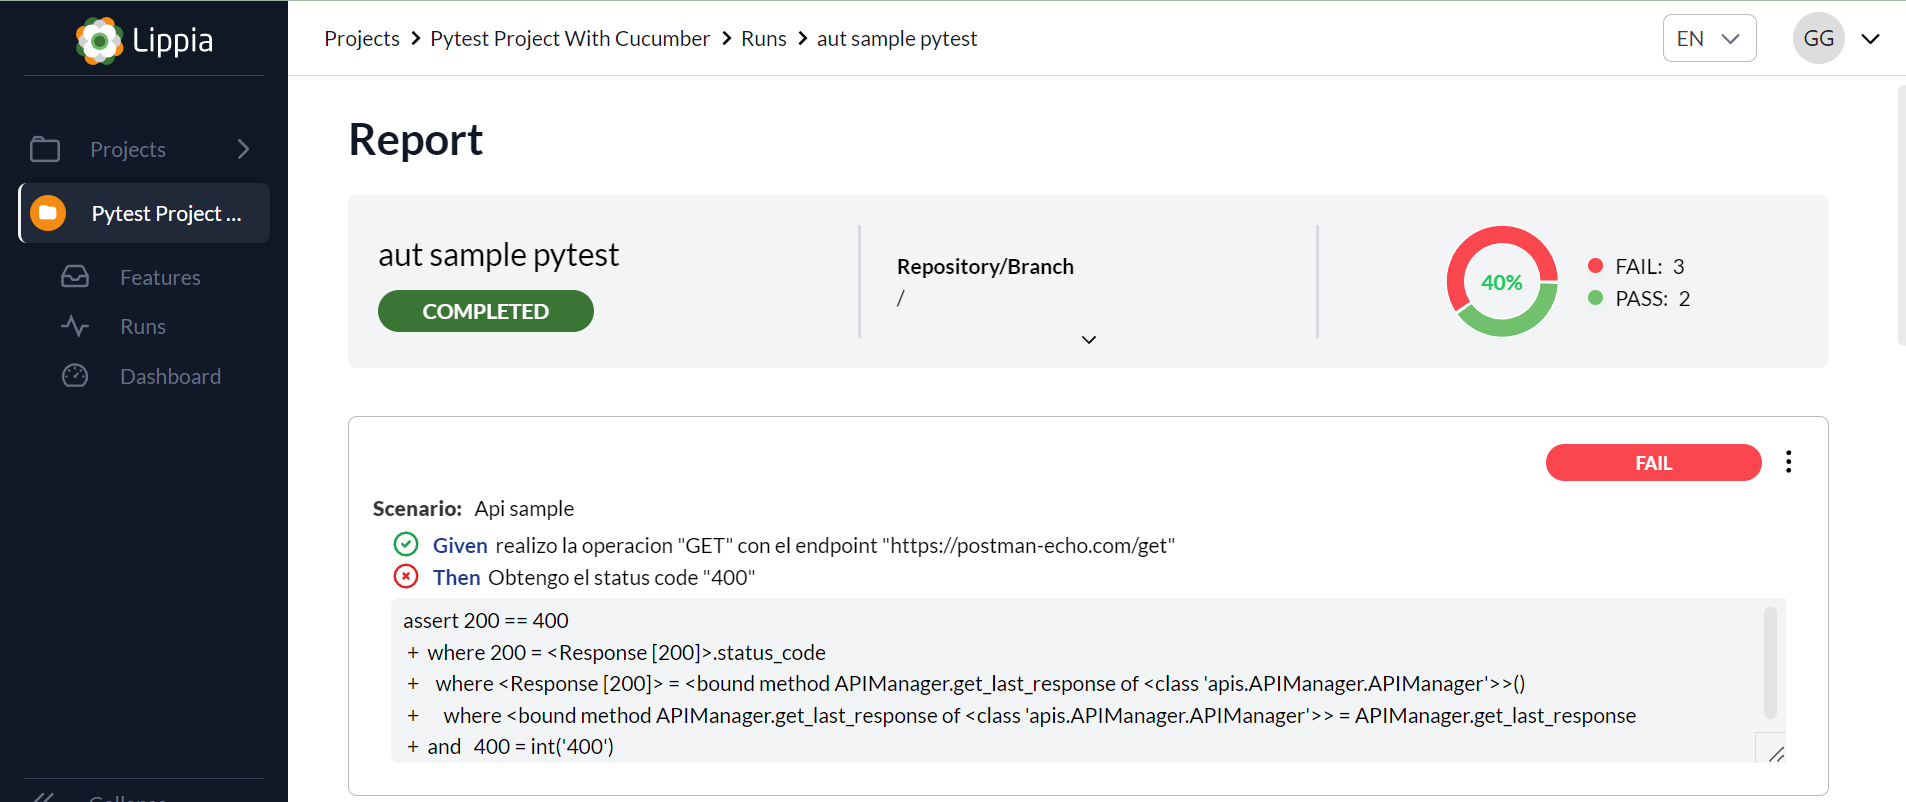 Lippia
Projects
Pytest Project ...
Features
Runs
Dashboard
Collapse
Projects > Pytest Project With Cucumber > Runs > aut sample pytest
EN
GG
Report
aut sample pytest
COMPLETED
Repository/Branch
/
40%
FAIL: 3
PASS: 2
FAIL
Scenario: Api sample
Given realizo la operacion "GET" con el endpoint "https://postman-echo.com/get"
Then Obtengo el status code "400"
assert 200 == 400
+ where 200 = <Response [200]>.status_code
+ where <Response [200]> = <bound method APIManager.get_last_response of <class 'apis.APIManager.APIManager'>>()
+ where <bound method APIManager.get_last_response of <class 'apis.APIManager.APIManager'>> = APIManager.get_last_response
+ and 400 = int('400')